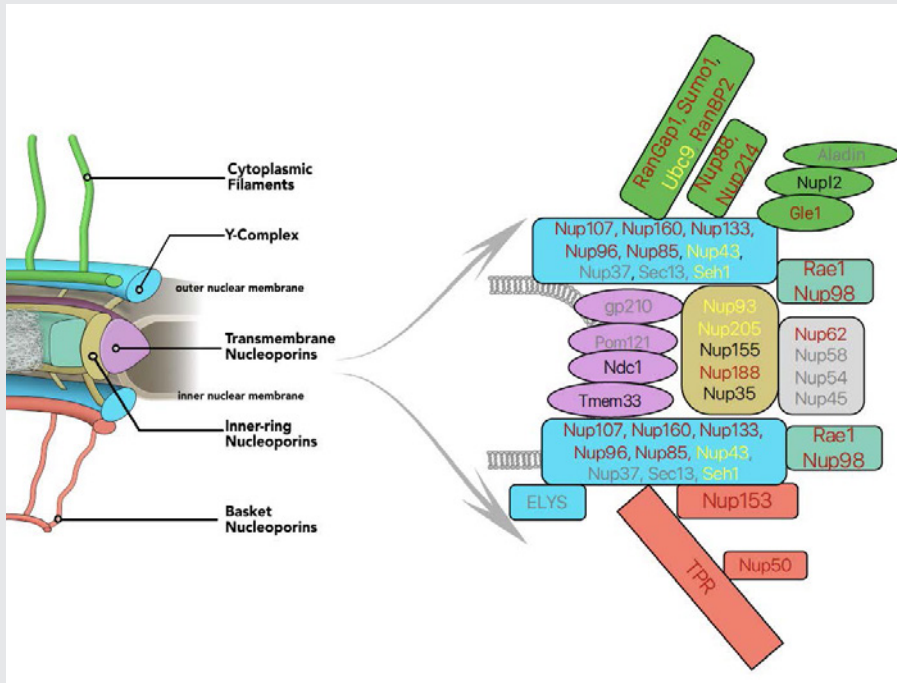 Cytoplasmic
Filaments
Y-Complex
outer nuclear membrane
Transmembrane
Nucleoporins
inner nuclear membrane
Inner-ring
Nucleoporins
Basket
Nucleoporins
RanGap1, Sumo1,
Ubc9 RanBP2
Nup88,
Nup214
Aladin
Nupl2
Gle1
Nup107, Nup160, Nup133,
Nup96, Nup85, Nup43,
Nup37, Sec13, Seh1
Rae1
Nup98
gp210
Pom121
Ndc1
Tmem33
Nup93
Nup205
Nup155
Nup188
Nup35
Nup62
Nup58
Nup54
Nup45
Nup107, Nup160, Nup133,
Nup96, Nup85, Nup43,
Nup37, Sec13, Seh1
Rae1
Nup98
ELYS
Nup153
TPR
Nup50